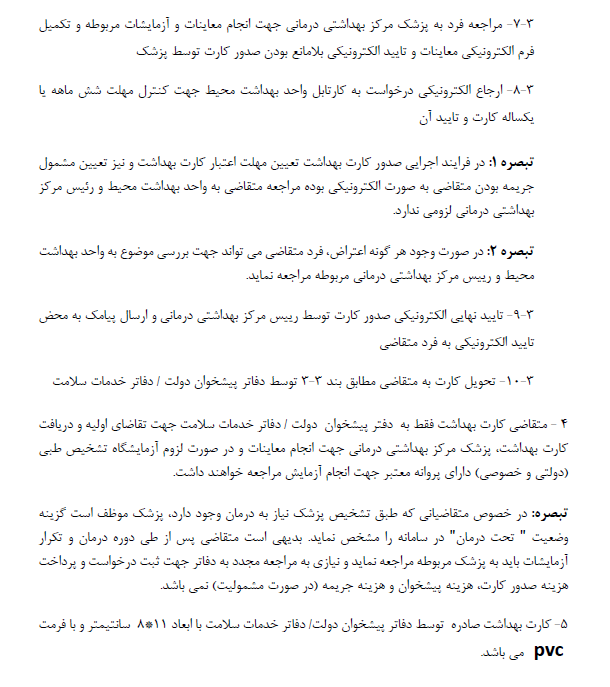 ۳-۷- مراجعه فرد به پزشک مرکز بهداشتی درمانی جهت انجام معاینات و آزمایشات مربوطه و تکمیل
فرم الکترونیکی معاینات و تایید الکترونیکی بلامانع بودن صدور کارت توسط پزشک
۳-۸- ارجاع الکترونیکی درخواست به کارتابل واحد بهداشت محیط جهت کنترل مهلت شش ماهه یا
یکساله کارت و تایید آن
تبصره ۱: در فرایند اجرایی صدور کارت بهداشت تعیین مهلت اعتبار کارت بهداشت و نیز تعیین مشمول
جریمه بودن متقاضی به صورت الکترونیکی بوده مراجعه متقاضی به واحد بهداشت محیط و رئیس مرکز
بهداشتی درمانی لزومی ندارد.
تبصره ۲: در صورت وجود هر گونه اعتراض، فرد متقاضی می تواند جهت بررسی موضوع به واحد بهداشت
محیط و رییس مرکز بهداشتی درمانی مربوطه مراجعه نماید.
۳-۹- تایید نهایی الکترونیکی صدور کارت توسط رییس مرکز بهداشتی درمانی و ارسال پیامک به محض
تایید الکترونیکی به فرد متقاضی
۳-۱۰- تحویل کارت به متقاضی مطابق بند ۳-۳ توسط دفاتر پیشخوان دولت / دفاتر خدمات سلامت
۴ - متقاضی کارت بهداشت فقط به دفتر پیشخوان دولت / دفاتر خدمات سلامت جهت تقاضای اولیه و دریافت
کارت بهداشت، پزشک مرکز بهداشتی درمانی جهت انجام معاینات و در صورت لزوم آزمایشگاه تشخیص طبی
(دولتی و خصوصی) دارای پروانه معتبر جهت انجام آزمایش مراجعه خواهند داشت.
تبصره: در خصوص متقاضیانی که طبق تشخیص پزشک نیاز به درمان وجود دارد، پزشک موظف است گزینه
وضعیت " تحت درمان" در سامانه را مشخص نماید. بدیهی است متقاضی پس از طی دوره درمان و تکرار
آزمایشات باید به پزشک مربوطه مراجعه نماید و نیازی به مراجعه مجدد به دفاتر جهت ثبت درخواست و پرداخت
هزینه صدور کارت، هزینه پیشخوان و هزینه جریمه (در صورت مشمولیت) نمی باشد.
۵- کارت بهداشت صادره توسط دفاتر پیشخوان دولت/ دفاتر خدمات سلامت با ابعاد ۱۱*۸ سانتیمتر و با فرمت
pvc می باشد.